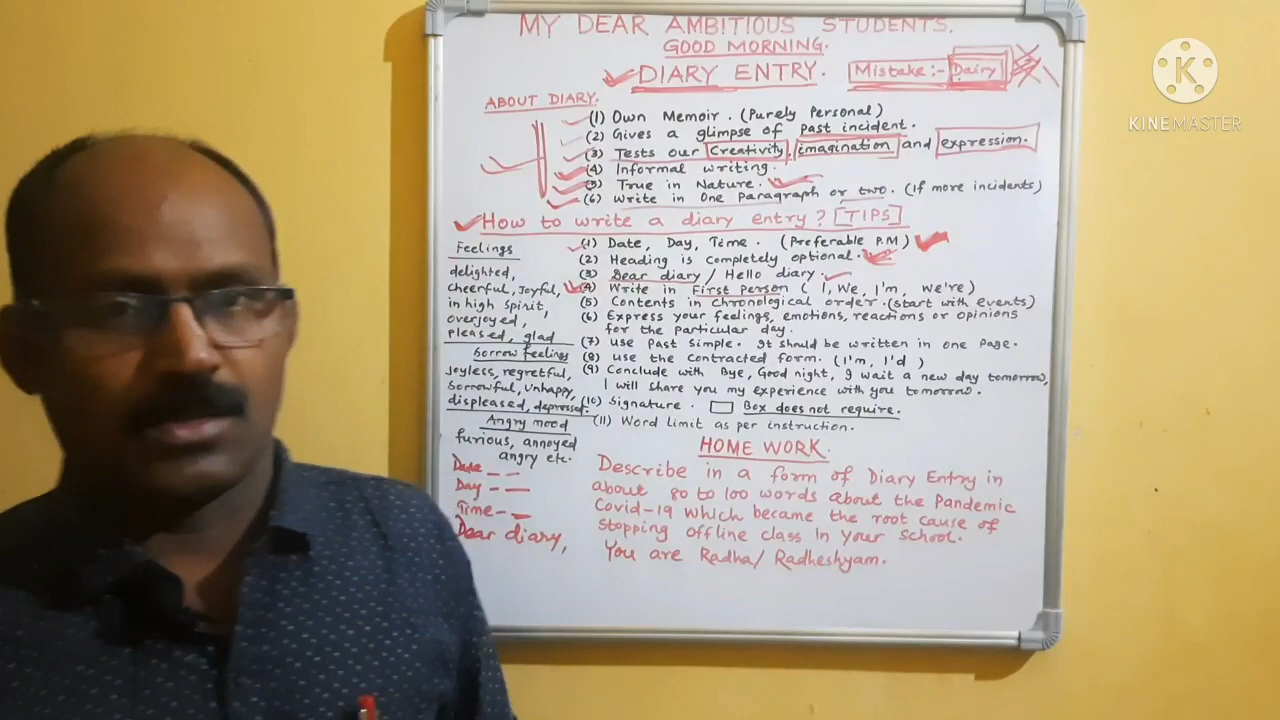 MY DEAR AMBITIOUS STUDENTS.
GOOD MORNING.
DIARY ENTRY.
Mistake:- Dairy
K
KINEMASTER
ABOUT DIARY.
(1) Own Memoir. (Purely Personal)
(2) Gives a glimpse of past incident.
(3) Tests our Creativity, imagination and expression.
(4) Informal writing.
(5) True in Nature.
(6) Write in One Paragraph or two. (If more incidents)
How to write a diary entry? [TIPS]
(1) Date, Day, Time. (Preferable P.M)
(2) Heading is Completely optional.
(3) Dear diary / Hello diary.
(4) Write in First person ( I, We, I'm, We're)
(5) Contents in Chronological order. (Start with events)
(6) Express your feelings, emotions, reactions or opinions
for the particular day.
(7) Use Past Simple. It should be written in one page.
(8) Use the contracted form. (I'm, I'd )
(9) Conclude with Bye, Good night, I wait a new day tomorrow,
I will share you my experience with you tomorrow.
(10) Signature. Box does not require.
(11) Word limit as per instruction.
Feelings
delighted,
cheerful, Joyful,
in high spirit,
overjoyed,
pleased, glad
Sorrow feelings
Joyless, regretful,
sorrowful, unhappy,
displeased, depressed.
Angry mood
furious, annoyed
angry etc.
Date - -
Day - -
Time - -
Dear diary,
HOME WORK.
Describe in a form of Diary Entry in
about 80 to 100 words about the Pandemic
Covid-19 which became the root cause of
stopping offline class in your school.
You are Radha/ Radheshyam.